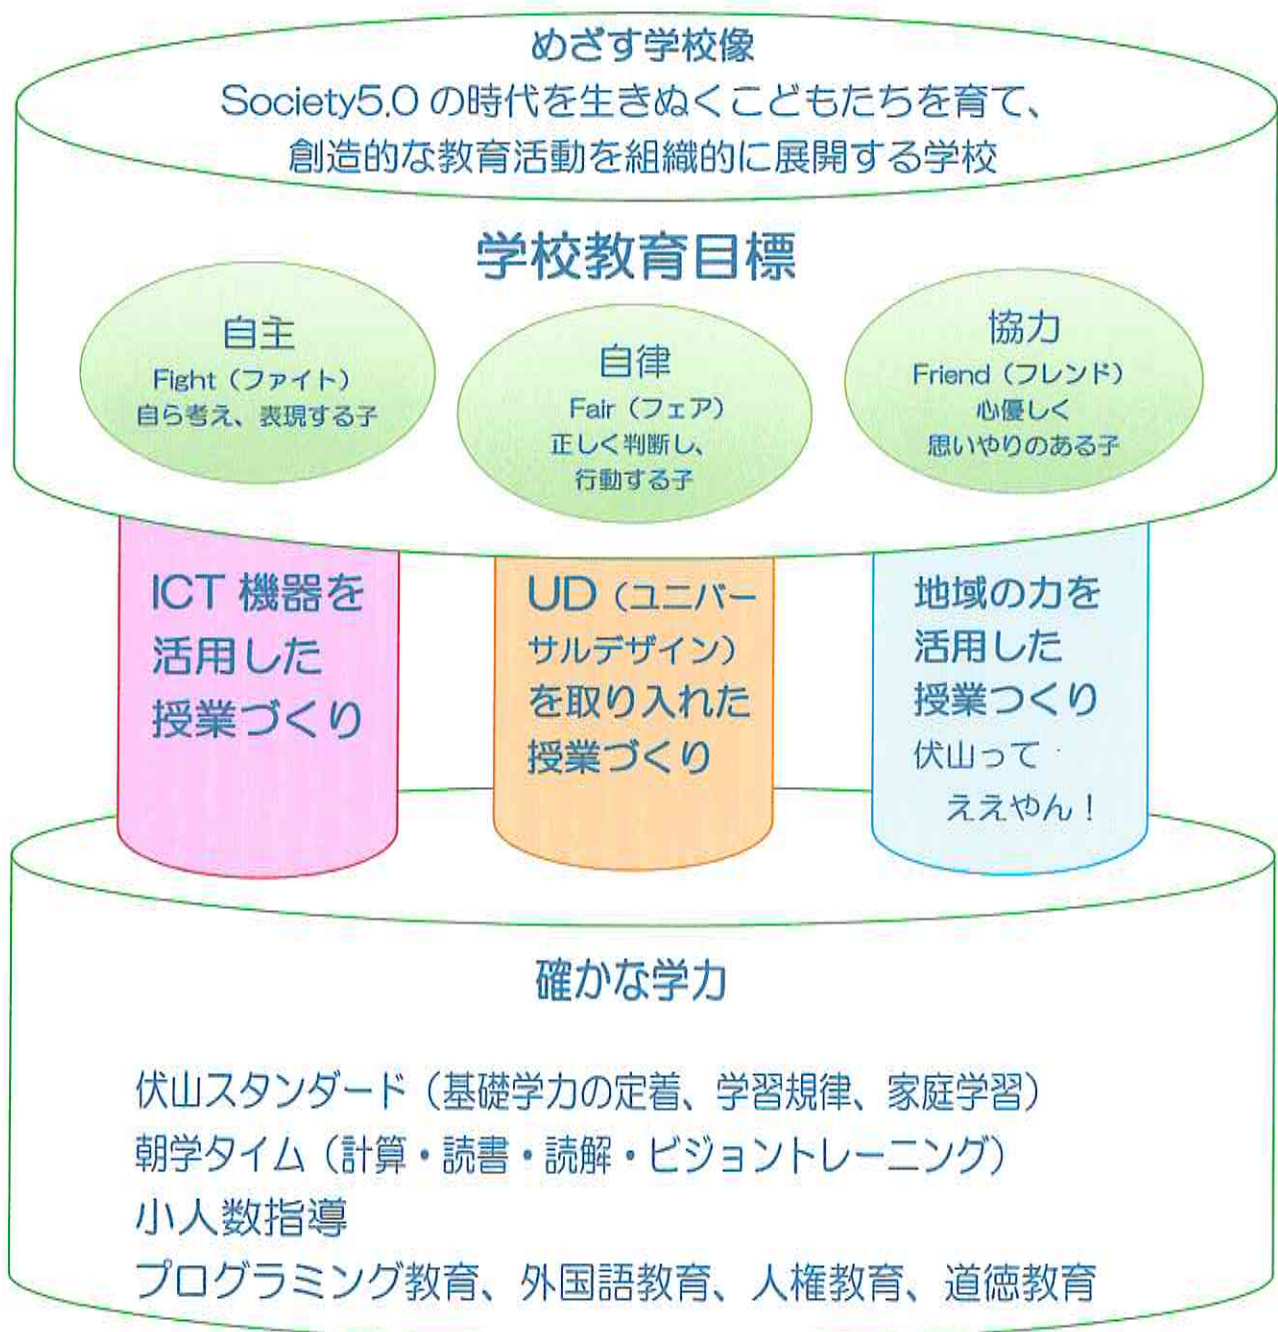 めざす学校像
Society5.0 の時代を生きぬくこどもたちを育て、
創造的な教育活動を組織的に展開する学校
学校教育目標
自主
Fight（ファイト）
自ら考え、表現する子
自律
Fair（フェア）
正しく判断し、
行動する子
協力
Friend（フレンド）
心優しく
思いやりのある子
ICT 機器を
活用した
授業づくり
UD（ユニバー
サルデザイン）
を取り入れた
授業づくり
地域の力を
活用した
授業つくり
伏山って
ええやん！
確かな学力
伏山スタンダード（基礎学力の定着、学習規律、家庭学習）
朝学タイム（計算・読書・読解・ビジョントレーニング）
小人数指導
プログラミング教育、外国語教育、人権教育、道徳教育